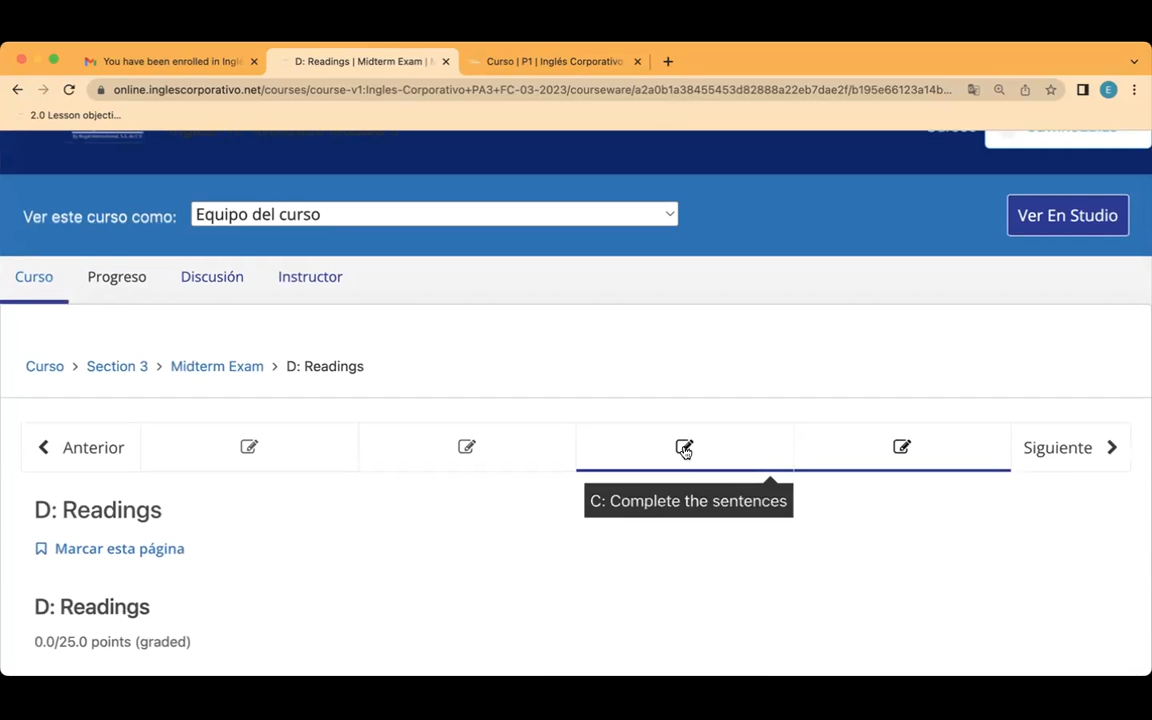 You have been enrolled in Ingl
D: Readings | Midterm Exam |
Curso | P1 | Inglés Corporativo
online.inglescorporativo.net/courses/course-v1:Ingles-Corporativo+PA3+FC-03-2023/courseware/a2a0b1a38455453d82888a22eb7dae2f/b195e66123a14b...
E
2.0 Lesson objecti...
Ver este curso como:
Equipo del curso
Ver En Studio
Curso
Progreso
Discusión
Instructor
Curso > Section 3 > Midterm Exam > D: Readings
Anterior
Siguiente
C: Complete the sentences
D: Readings
Marcar esta página
D: Readings
0.0/25.0 points (graded)